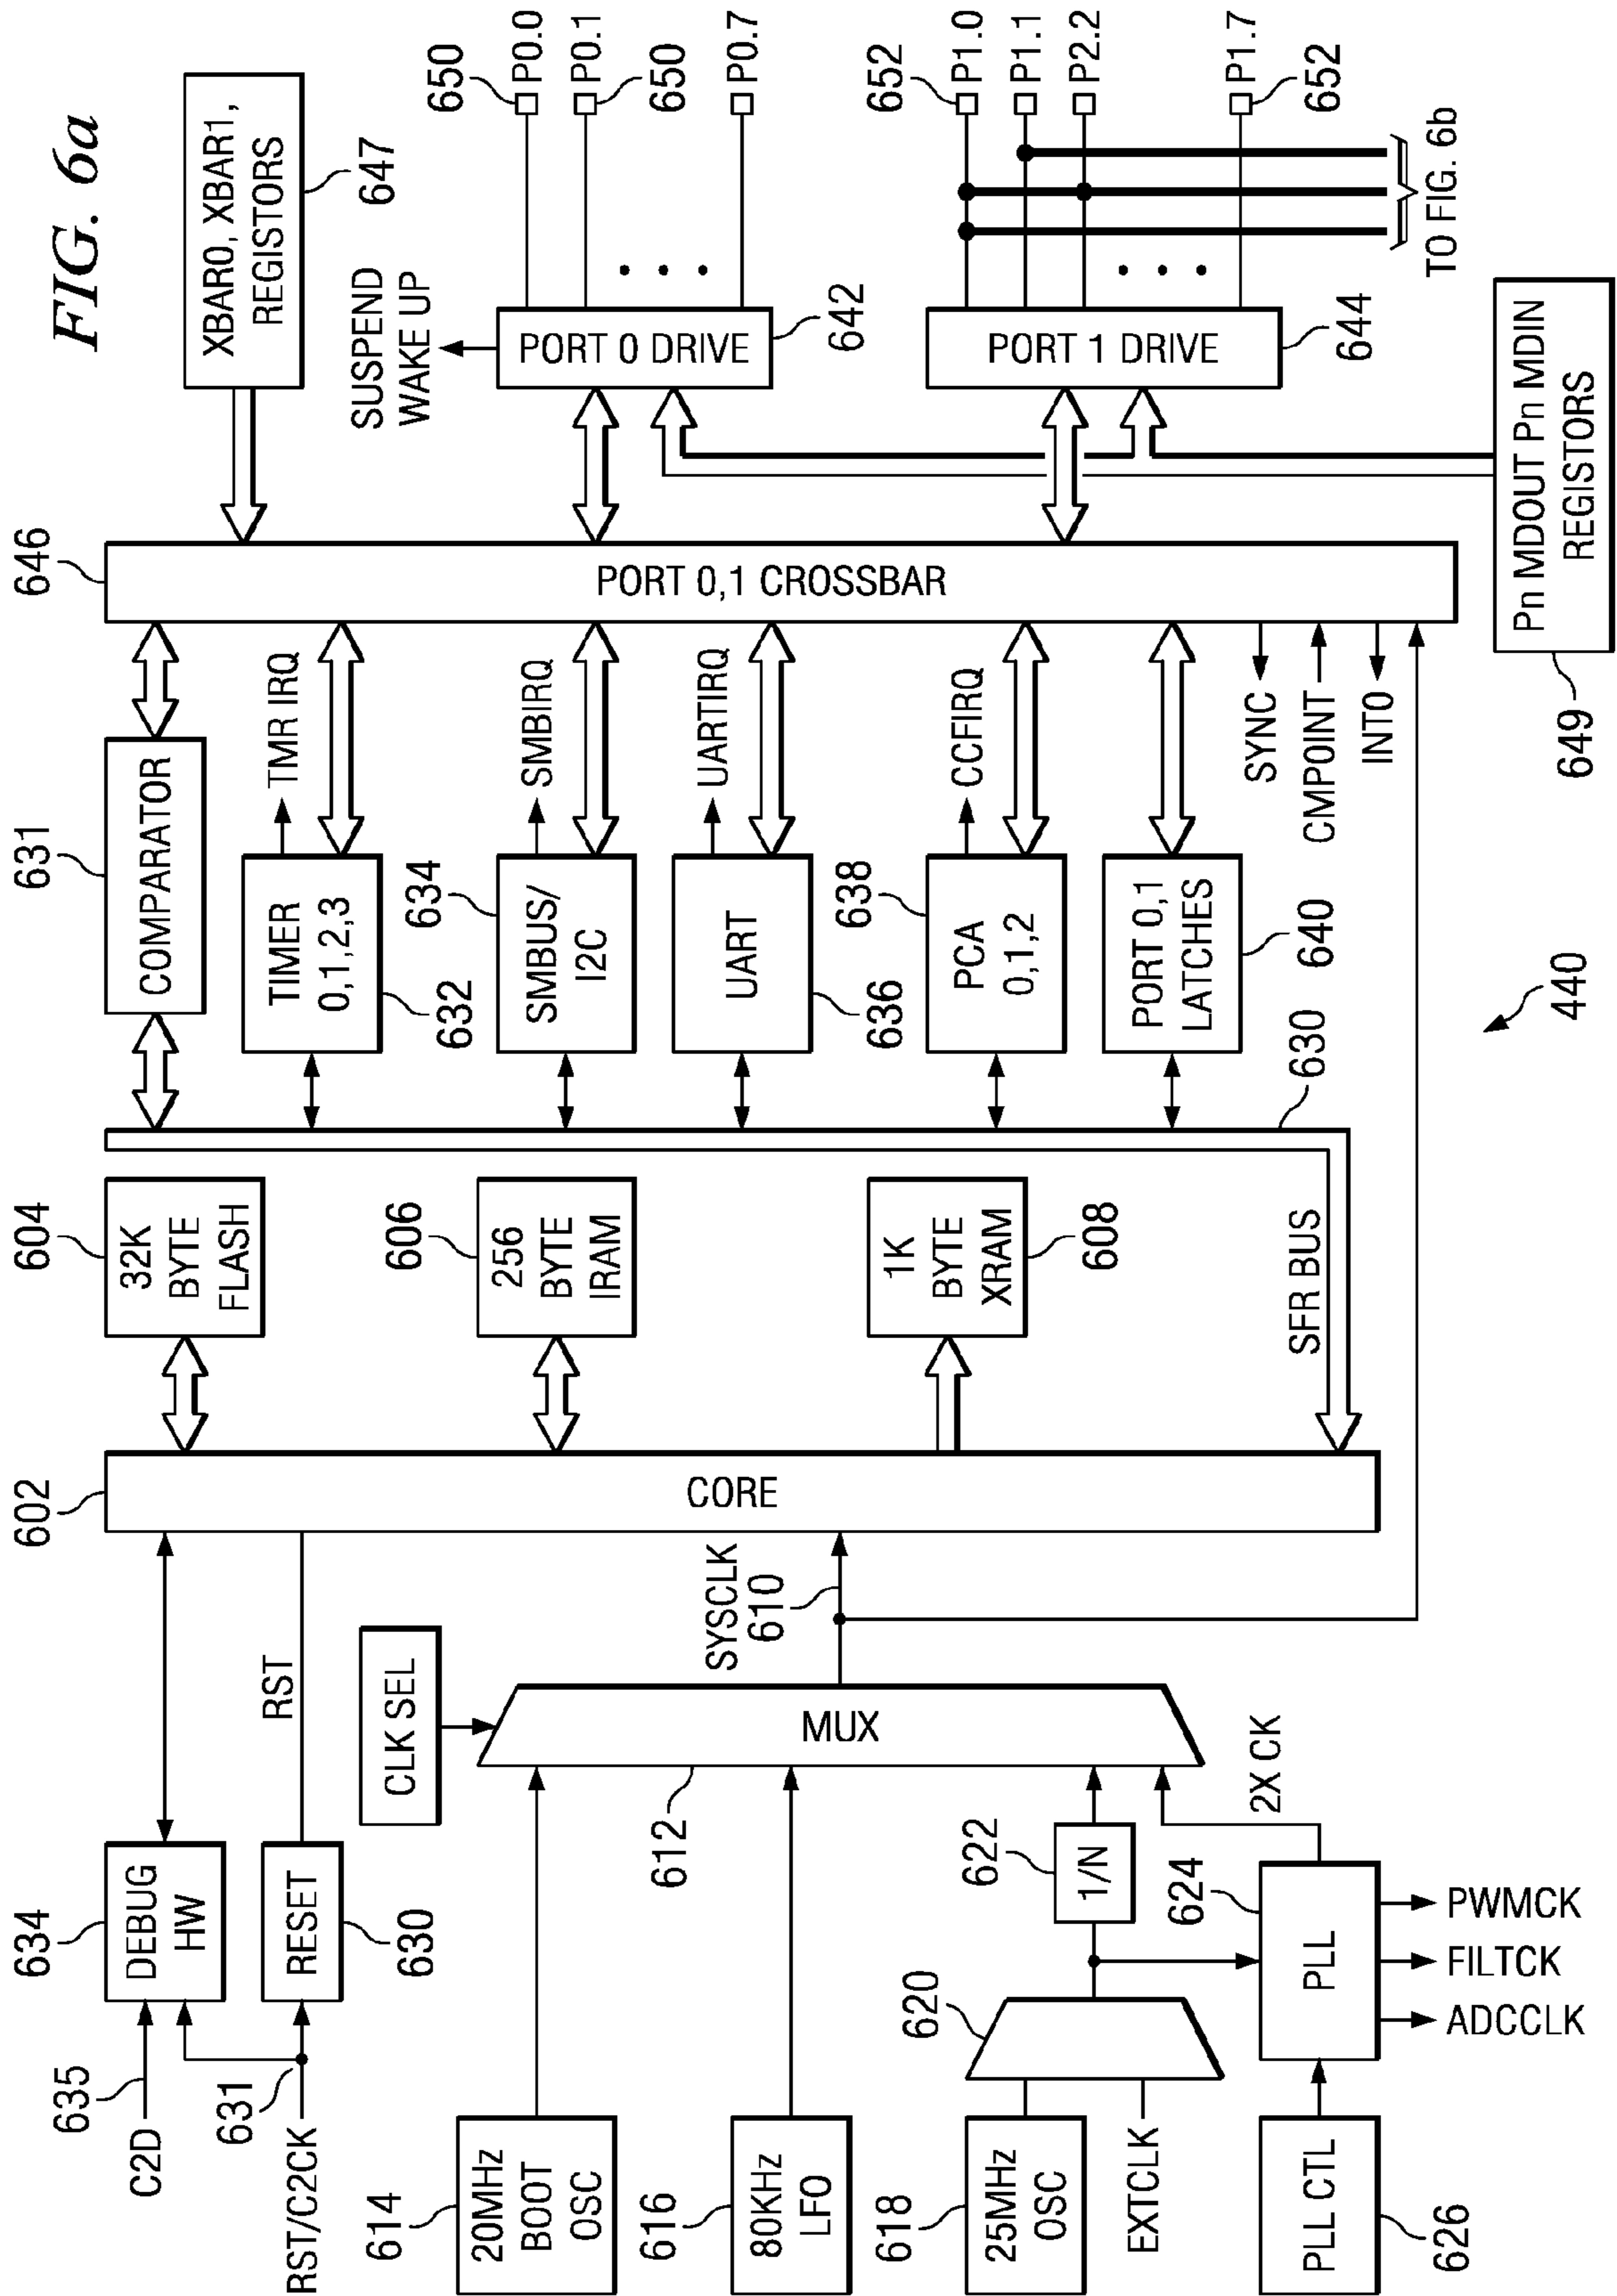 FIG. 6a
634
DEBUG
HW
635
C2D
631
RST/C2CK
RESET
630
RST
602
CORE
604
32K
BYTE
FLASH
606
256
BYTE
IRAM
1K
BYTE
XRAM
608
SFR BUS
630
631
COMPARATOR
TIMER
0,1,2,3
632
TMR IRQ
634
SMBUS/
I2C
SMBIRQ
UART
636
UARTIRQ
638
PCA
0,1,2
CCFIRQ
PORT 0,1
LATCHES
640
SYNC
CMPOINT
INT0
646
PORT 0,1 CROSSBAR
XBAR0, XBAR1,
REGISTORS
647
SUSPEND
WAKE UP
PORT 0 DRIVE
642
650
P0.0
P0.1
650
P0.7
PORT 1 DRIVE
644
652
P1.0
P1.1
P2.2
P1.7
652
TO FIG. 6b
Pn MDOUT Pn MDIN
REGISTORS
649
440
CLK SEL
MUX
612
SYSCLK
610
614
20MHz
BOOT
OSC
616
80KHz
LFO
618
25MHz
OSC
EXTCLK
620
622
1/N
624
PLL
2X CK
PWMCK
FILTCK
ADCCLK
PLL CTL
626